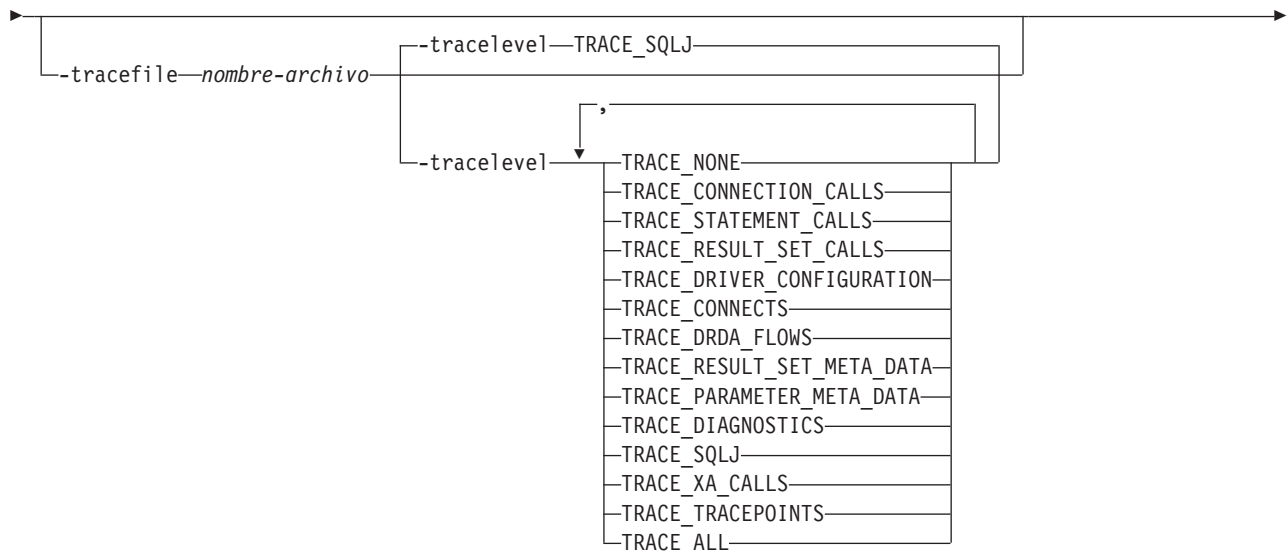 -tracelevel TRACE_SQLJ
-tracefile nombre-archivo
,
-tracelevel TRACE_NONE
TRACE_CONNECTION_CALLS
TRACE_STATEMENT_CALLS
TRACE_RESULT_SET_CALLS
TRACE_DRIVER_CONFIGURATION
TRACE_CONNECTS
TRACE_DRDA_FLOWS
TRACE_RESULT_SET_META_DATA
TRACE_PARAMETER_META_DATA
TRACE_DIAGNOSTICS
TRACE_SQLJ
TRACE_XA_CALLS
TRACE_TRACEPOINTS
TRACE_ALL